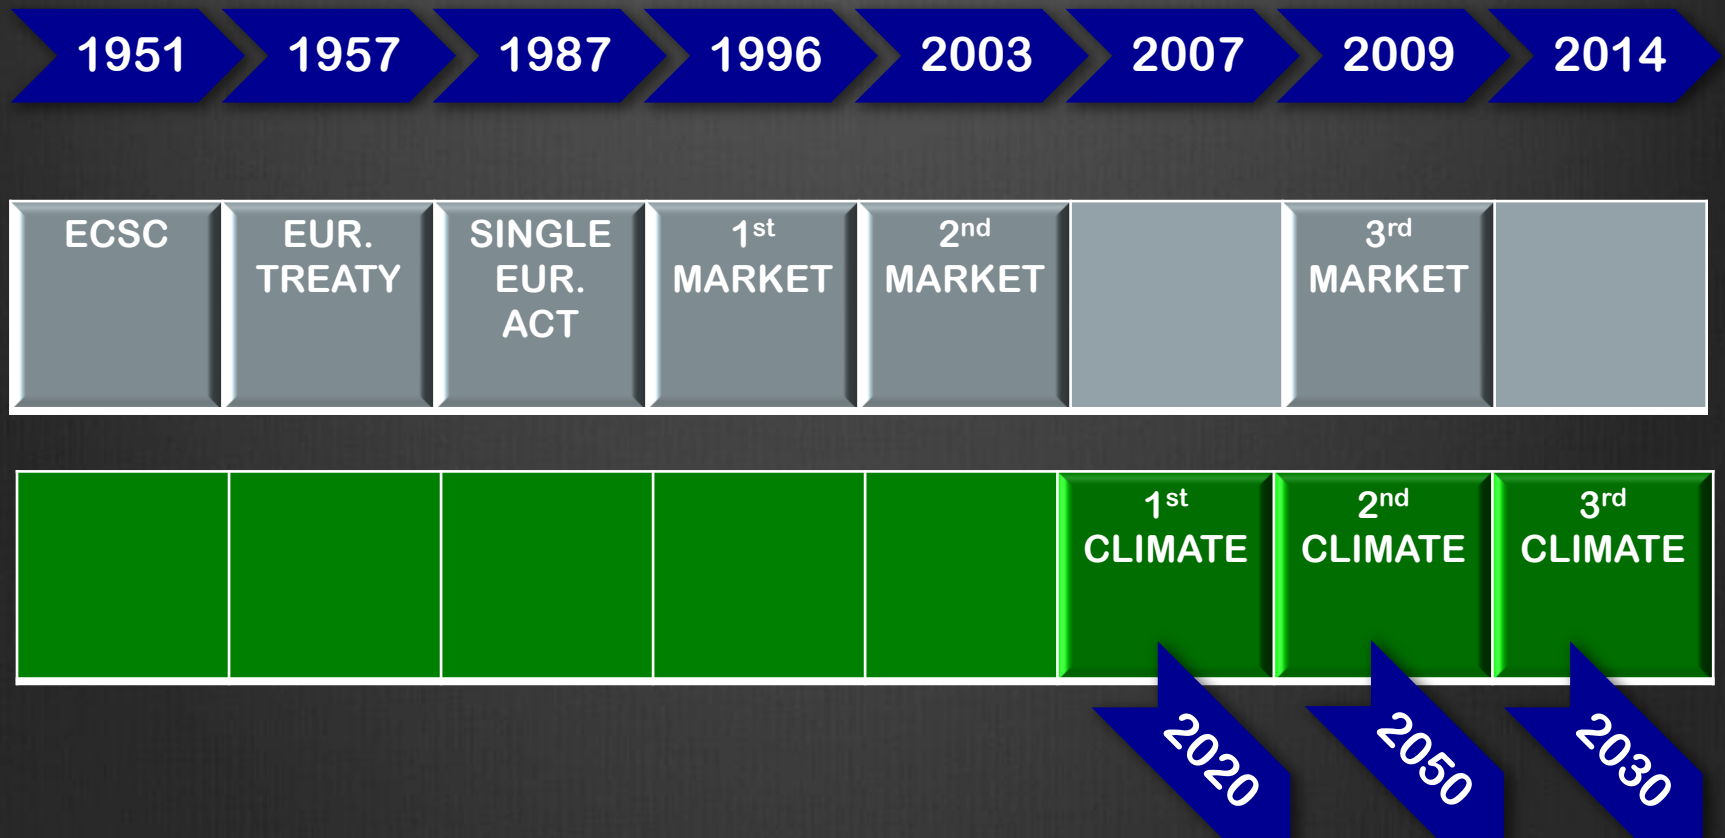 1951 1957 1987 1996 2003 2007 2009 2014
ECSC
EUR.
TREATY
SINGLE
EUR.
ACT
1st
MARKET
2nd
MARKET
3rd
MARKET
1st
CLIMATE
2nd
CLIMATE
3rd
CLIMATE
2020
2050
2030